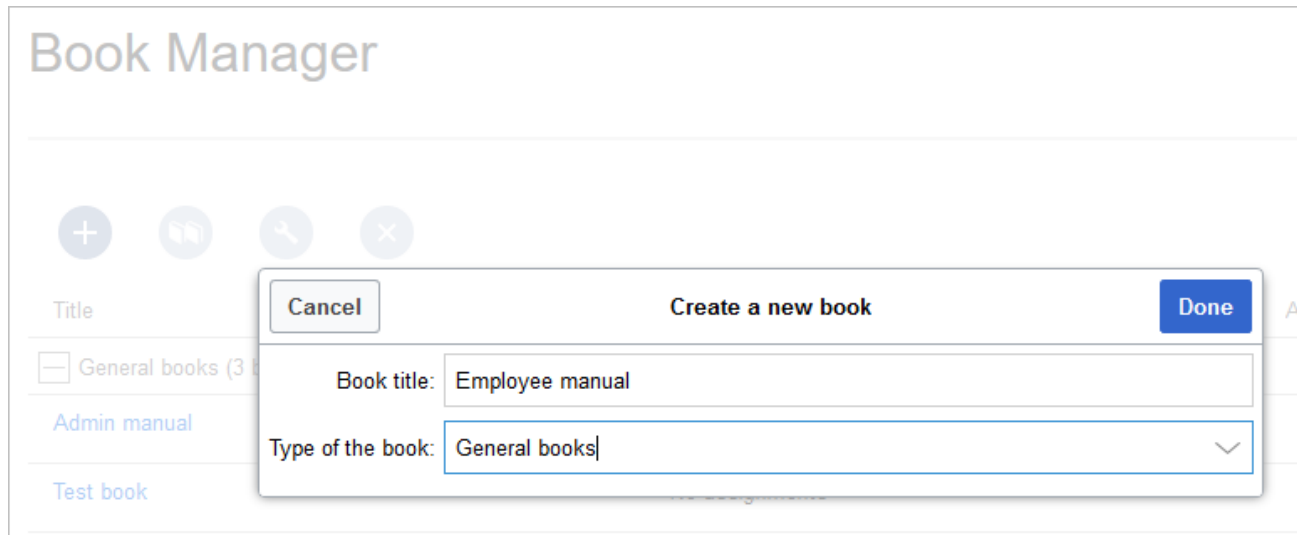 Book Manager
Cancel Create a new book Done
Title
General books (3
Book title: Employee manual
Admin manual
Type of the book: General books
Test book